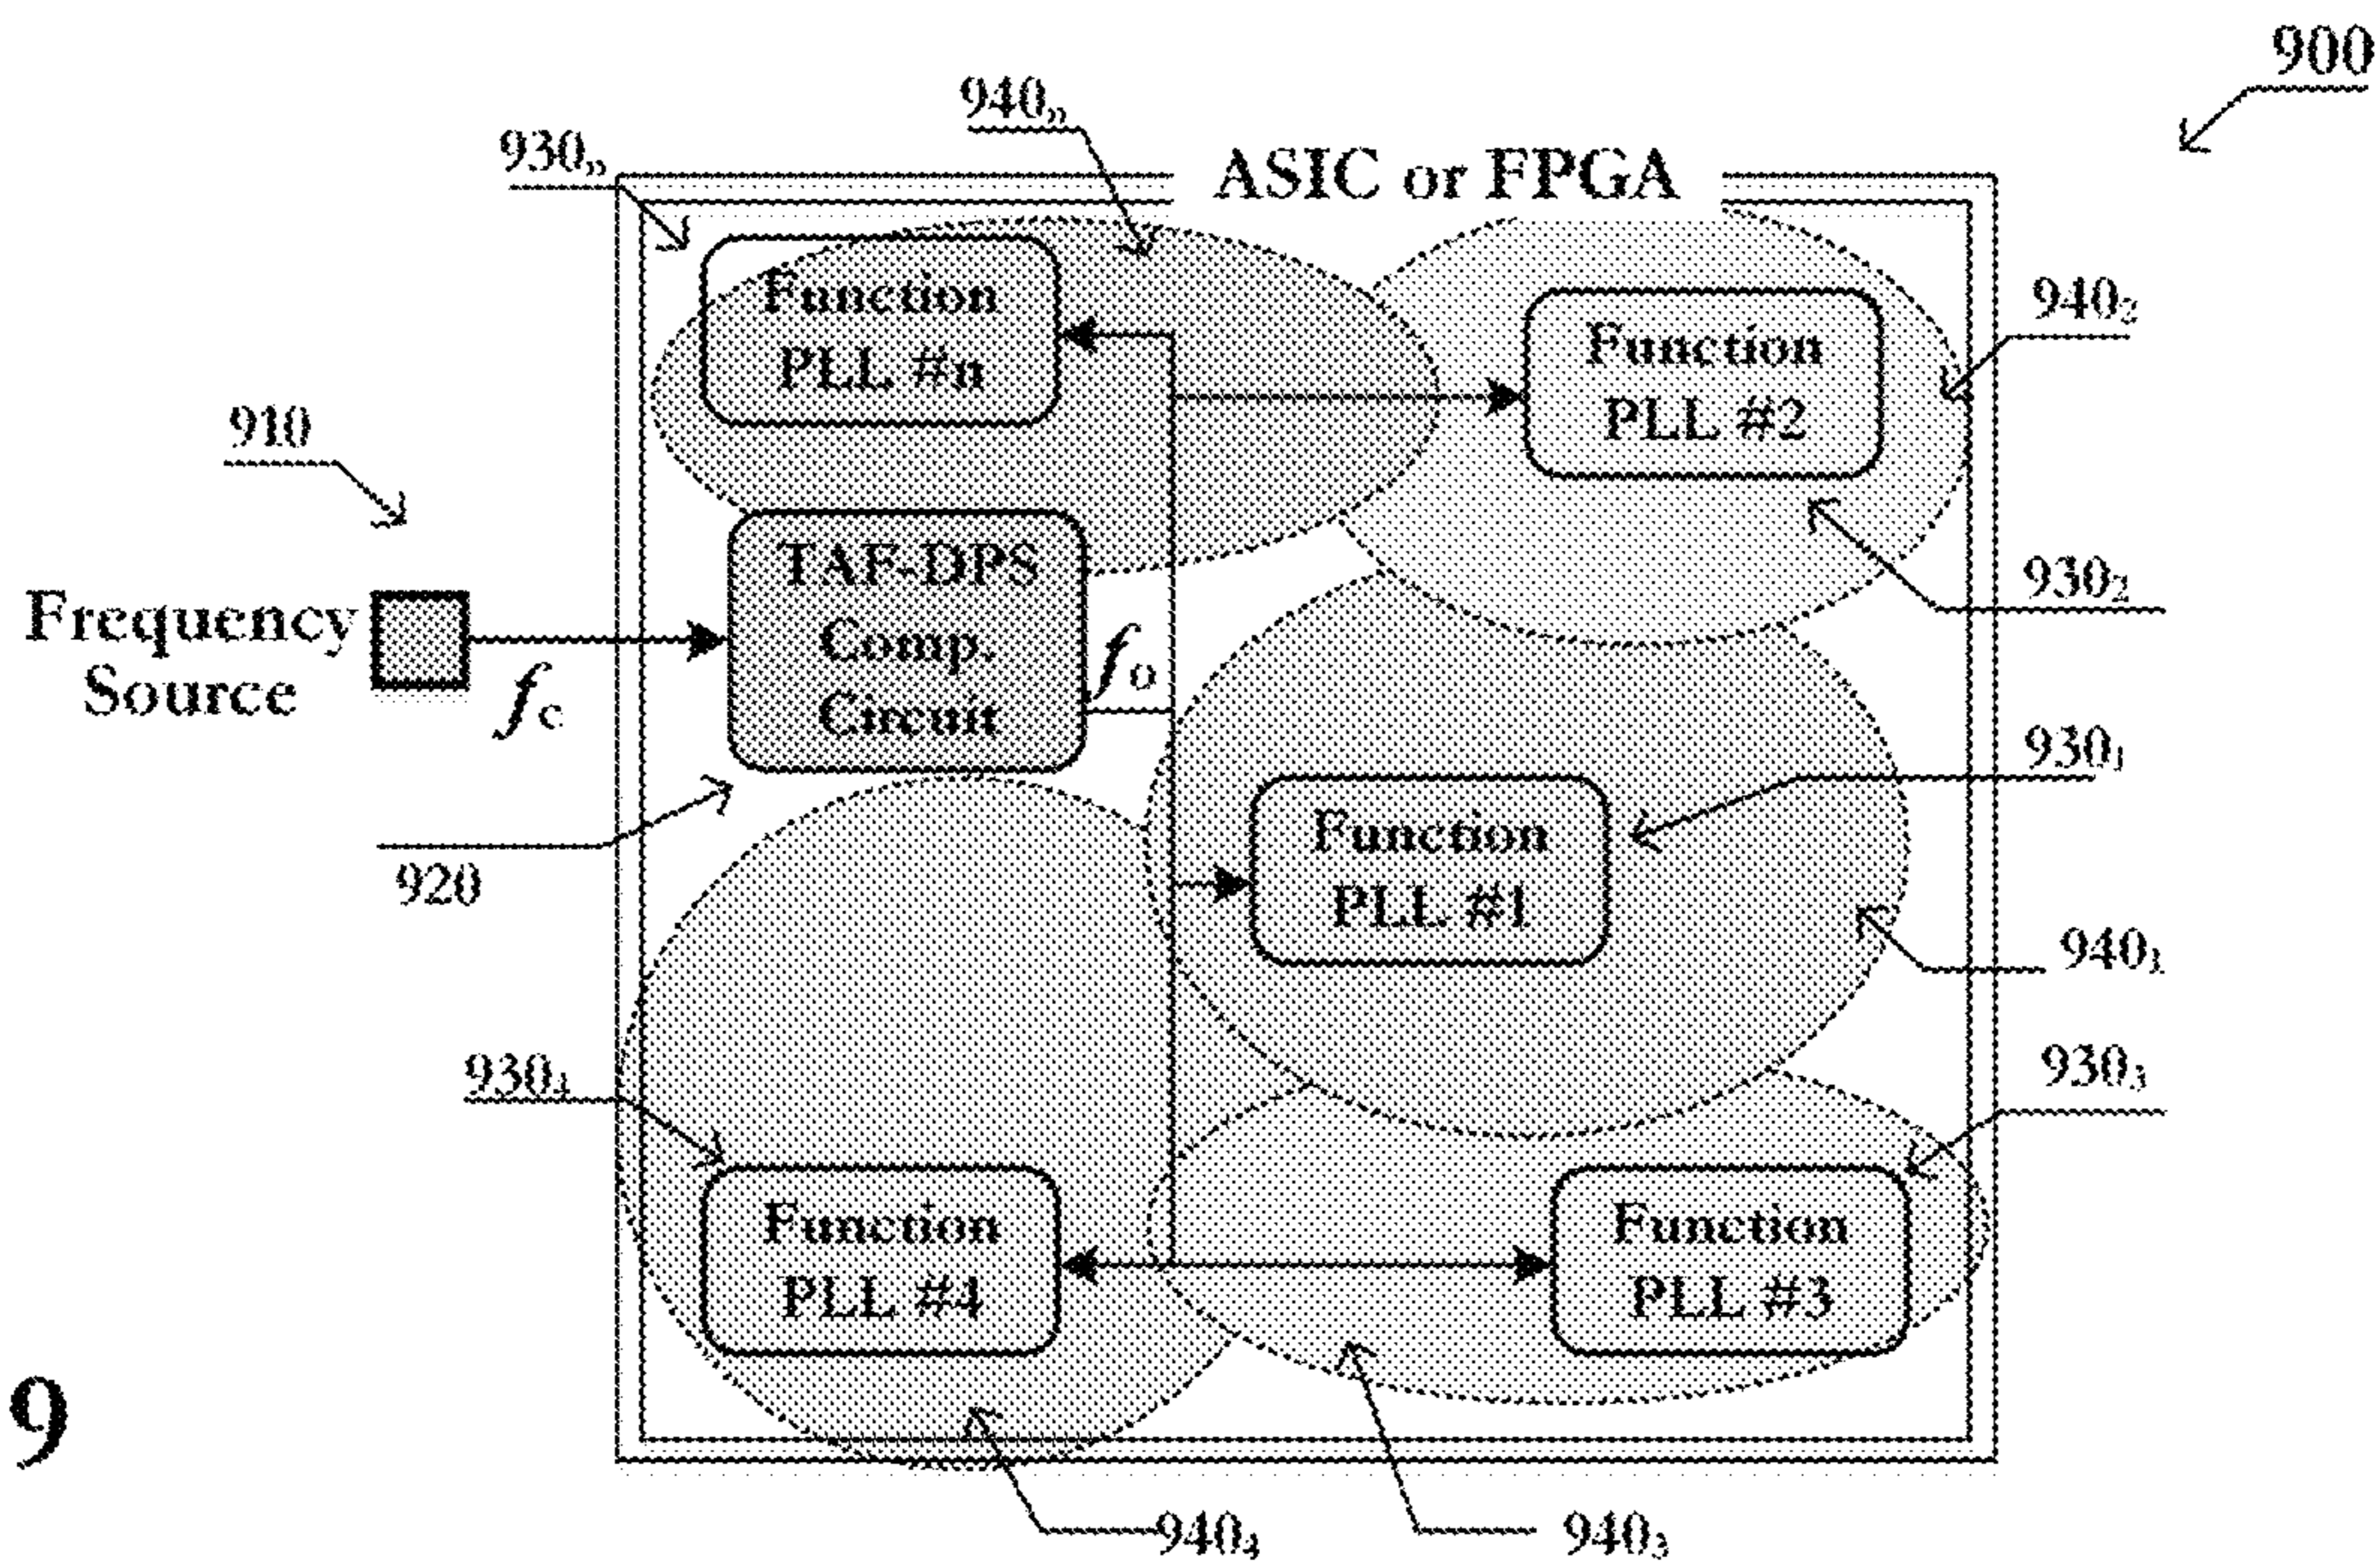 900
940ₙ
930ₙ
ASIC or FPGA
Function
PLL #n
Function
PLL #2
940₂
910
TAF-DPS
Comp.
Circuit
Frequency
Source
f꜀
fₒ
930₂
930₁
Function
PLL #1
920
940₁
930₄
930₃
Function
PLL #4
Function
PLL #3
9
940₄
940₃